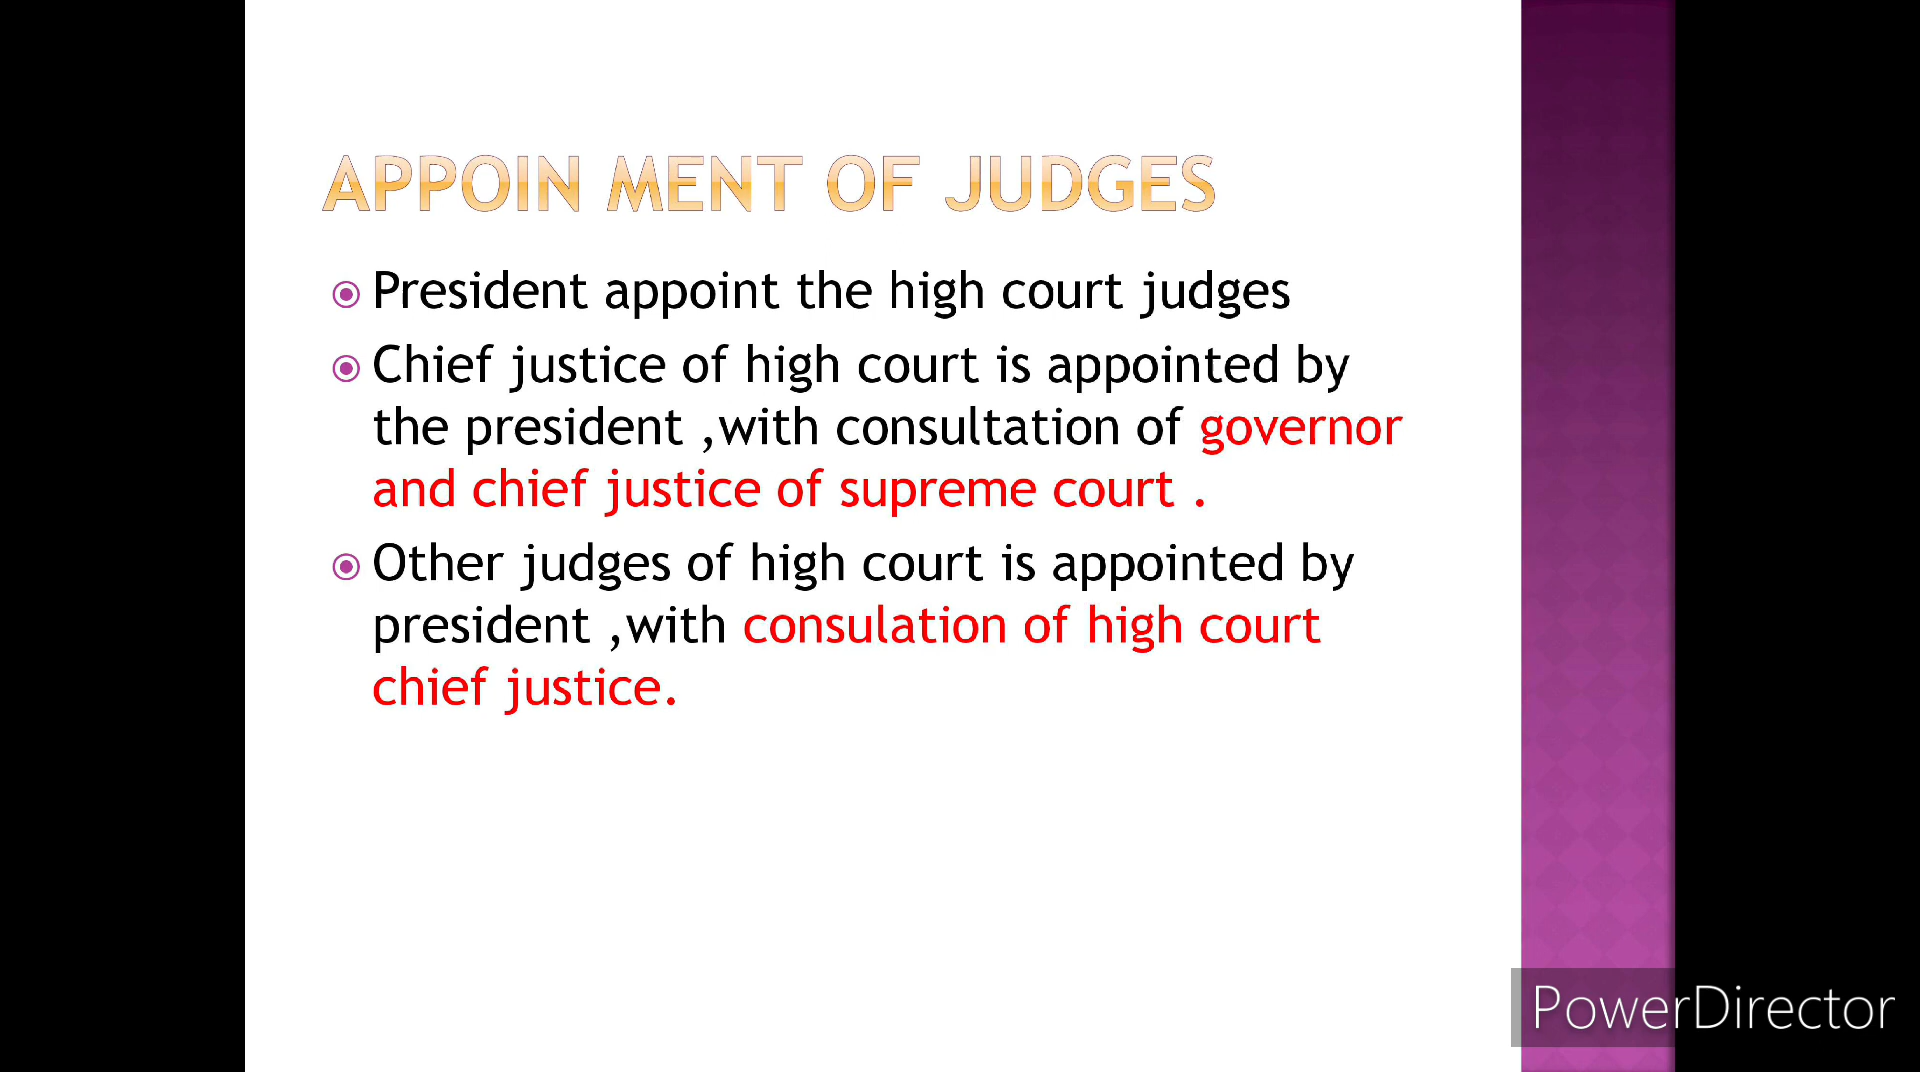 APPOIN MENT OF JUDGES
President appoint the high court judges
Chief justice of high court is appointed by
the president ,with consultation of governor
and chief justice of supreme court .
Other judges of high court is appointed by
president ,with consulation of high court
chief justice.
PowerDirector